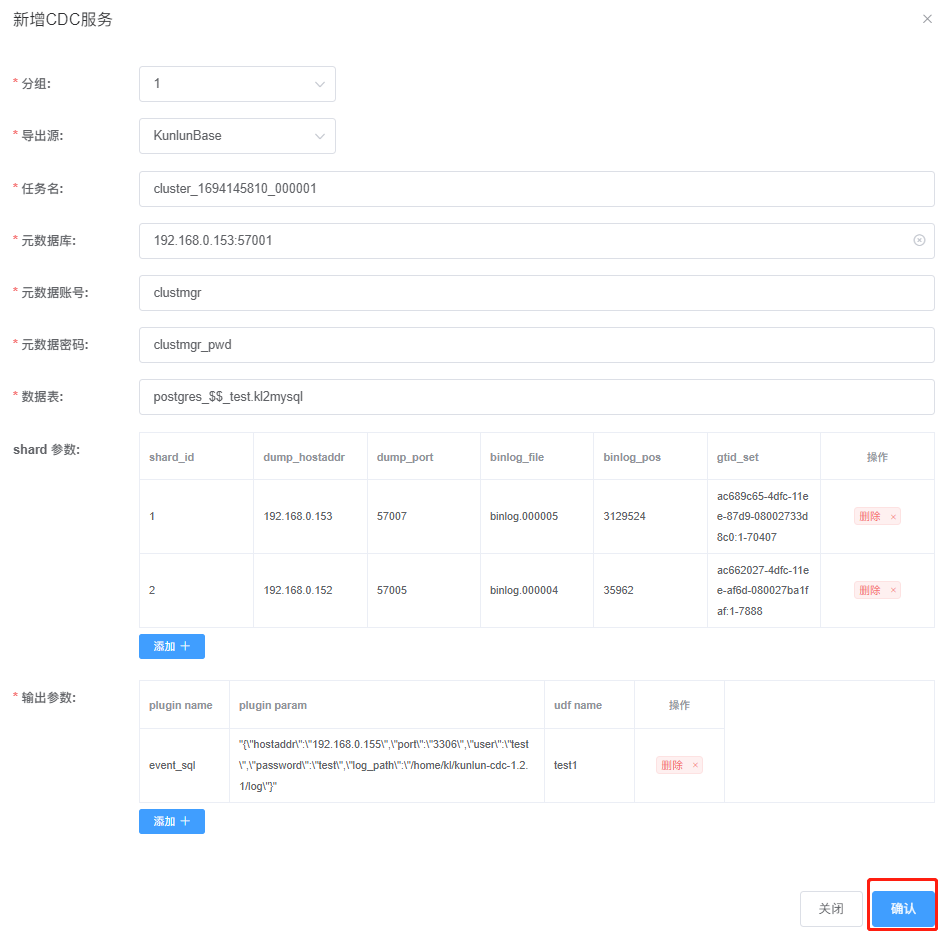 新增CDC服务
* 分组: 1
* 导出源: KunlunBase
* 任务名: cluster_1694145810_000001
* 元数据库: 192.168.0.153:57001
* 元数据账号: clustmgr
* 元数据密码: clustmgr_pwd
* 数据表: postgres_$$_test.kl2mysql
shard 参数:
shard_id dump_hostaddr dump_port binlog_file binlog_pos gtid_set 操作
ac689c65-4dfc-11e
1 192.168.0.153 57007 binlog.000005 3129524 e-87d9-08002733d 删除 ×
8c0:1-70407
ac662027-4dfc-11e
2 192.168.0.152 57005 binlog.000004 35962 e-af6d-080027ba1f 删除 ×
af:1-7888
添加 +
* 输出参数:
plugin name plugin param udf name 操作
"{\"hostaddr\":\"192.168.0.155\",\"port\":\"3306\",\"user\":\"test
event_sql \",\"password\":\"test\",\"log_path\":\"/home/kl/kunlun-cdc-1.2. test1 删除 ×
1/log\"}"
添加 +
关闭 确认